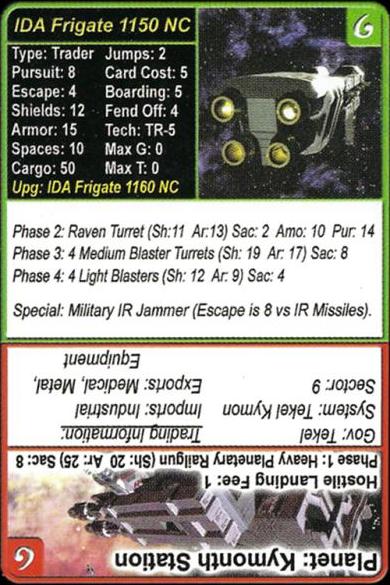 IDA Frigate 1150 NC
6
Type: Trader Jumps: 2
Pursuit: 8 Card Cost: 5
Escape: 4 Boarding: 5
Shields: 12 Fend Off: 4
Armor: 15 Tech: TR-5
Spaces: 10 Max G: 0
Cargo: 50 Max T: 0
Upg: IDA Frigate 1160 NC
Phase 2: Raven Turret (Sh:11 Ar:13) Sac: 2 Amo: 10 Pur: 14
Phase 3: 4 Medium Blaster Turrets (Sh: 19 Ar: 17) Sac: 8
Phase 4: 4 Light Blasters (Sh: 12 Ar: 9) Sac: 4
Special: Military IR Jammer (Escape is 8 vs IR Missiles).
Planet: Kymonth Station
6
Hostile Landing Fee: 1
Phase 1: Heavy Planetary Railgun (Sh: 20 Ar: 25) Sac: 8
Gov: Tekel Trading Information:
System: Tekel Kymon Imports: Industrial
Sector: 9 Exports: Medical, Metal,
Equipment